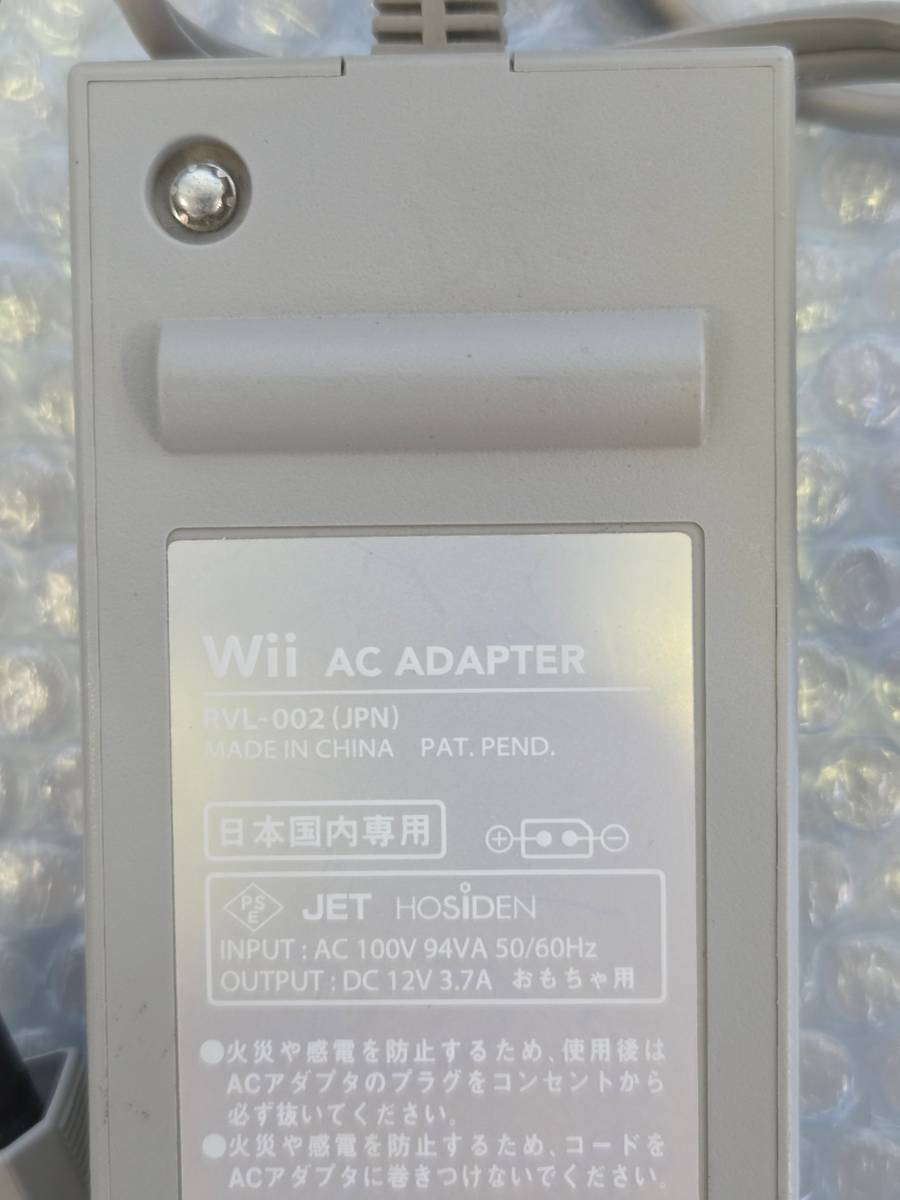 Wii AC ADAPTER
RVL-002 (JPN)
MADE IN CHINA PAT. PEND.
日本国内専用
PSE JET HOSIDEN
INPUT : AC 100V 94VA 50/60Hz
OUTPUT : DC 12V 3.7A おもちゃ用
●火災や感電を防止するため、使用後は
ACアダプタのプラグをコンセントから
必ず抜いてください。
●火災や感電を防止するため、コードを
ACアダプタに巻きつけないでください。